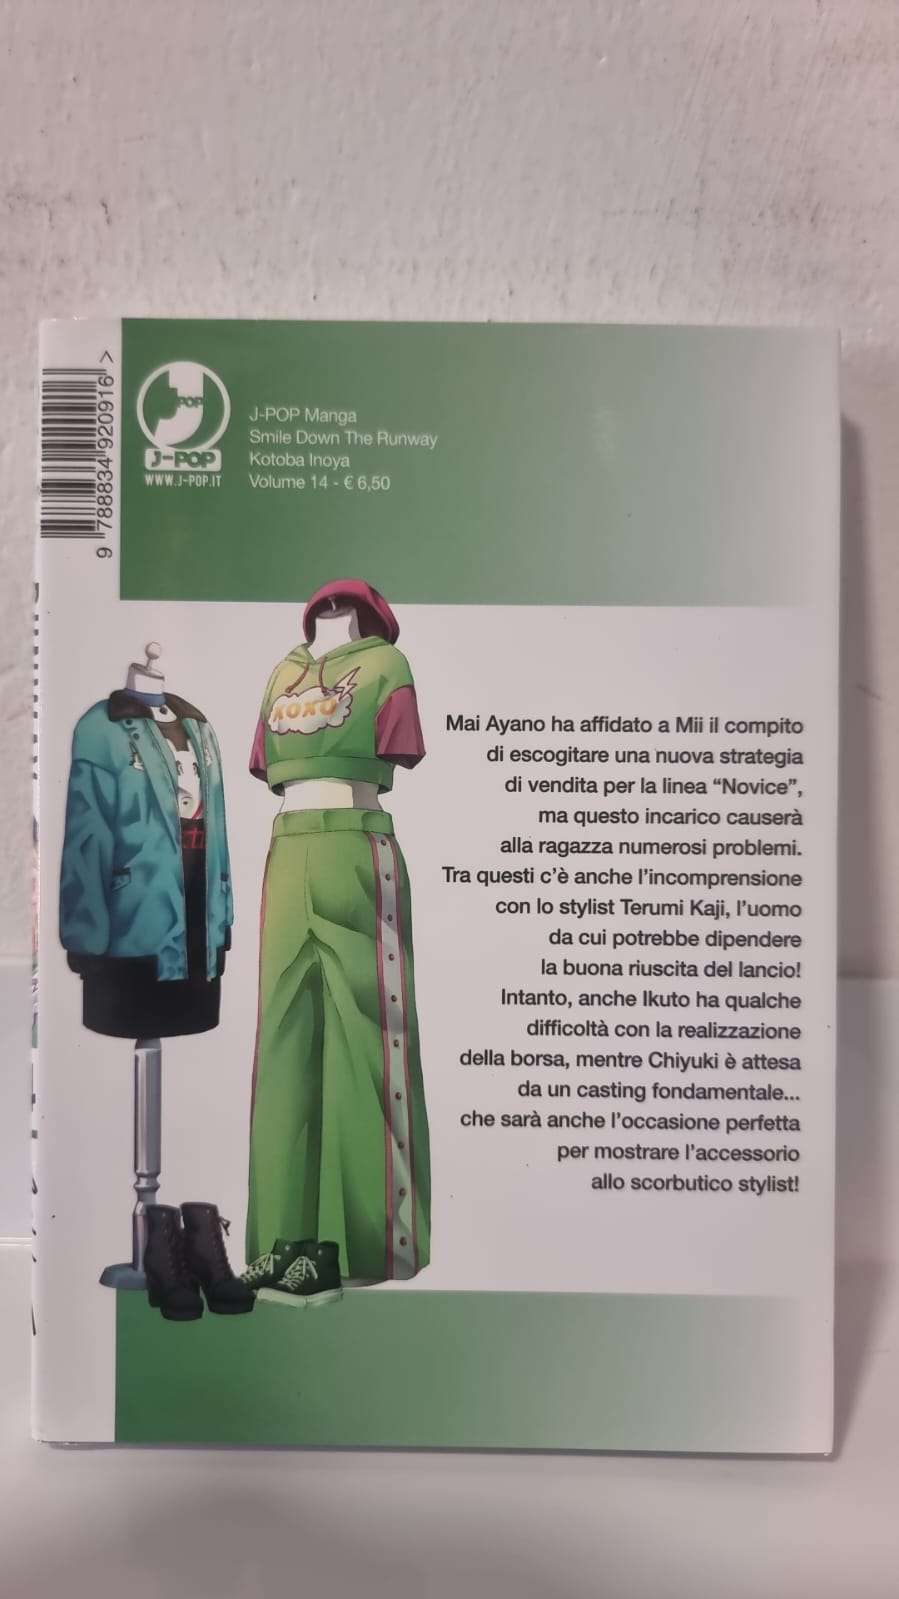 9 788834 920916 >
J-POP
J-POP
WWW.J-POP.IT
J-POP Manga
Smile Down The Runway
Kotoba Inoya
Volume 14 - € 6,50
XOXO
Mai Ayano ha affidato a Mii il compito
di escogitare una nuova strategia
di vendita per la linea “Novice”,
ma questo incarico causerà
alla ragazza numerosi problemi.
Tra questi c’è anche l’incomprensione
con lo stylist Terumi Kaji, l’uomo
da cui potrebbe dipendere
la buona riuscita del lancio!
Intanto, anche Ikuto ha qualche
difficoltà con la realizzazione
della borsa, mentre Chiyuki è attesa
da un casting fondamentale...
che sarà anche l’occasione perfetta
per mostrare l’accessorio
allo scorbutico stylist!